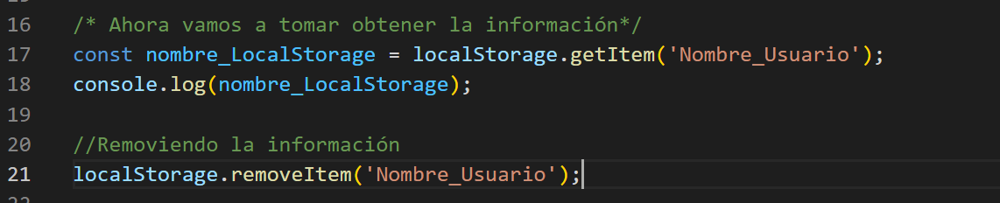 16 /* Ahora vamos a tomar obtener la información*/
17 const nombre_LocalStorage = localStorage.getItem('Nombre_Usuario');
18 console.log(nombre_LocalStorage);
19
20 //Removiendo la información
21 localStorage.removeItem('Nombre_Usuario');